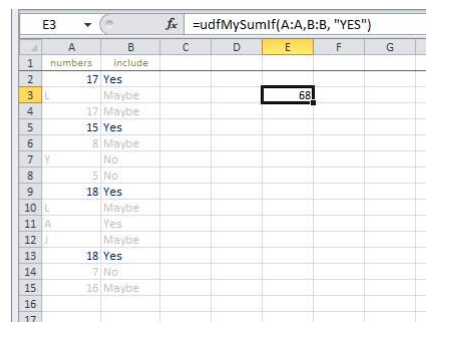 E3 fx =udfMySumIf(A:A,B:B, "YES")
A B C D E F G
1 numbers include
2 17 Yes
3 L Maybe 68
4 17 Maybe
5 15 Yes
6 8 Maybe
7 Y No
8 5 No
9 18 Yes
10 L Maybe
11 A Yes
12 J Maybe
13 18 Yes
14 7 No
15 16 Maybe
16
17